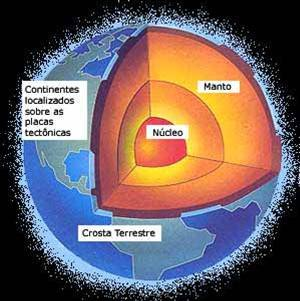 Continentes
localizados
sobre as
placas
tectônicas
Manto
Núcleo
Crosta Terrestre